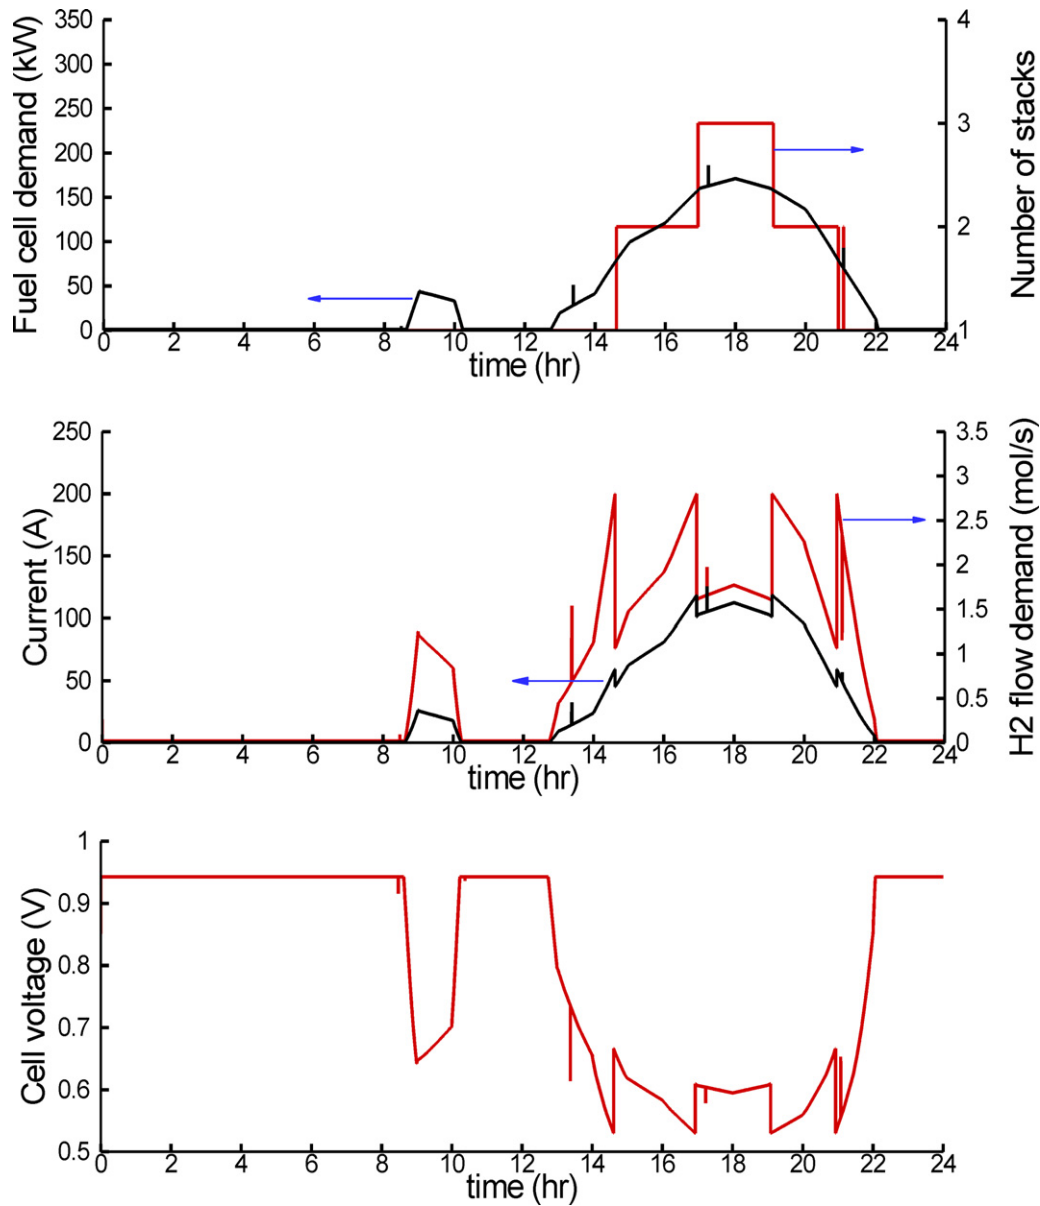 Fuel cell demand (kW)
350
300
250
200
150
100
50
0
4
3
2
1
Number of stacks
0 2 4 6 8 10 12 14 16 18 20 22 24
time (hr)
Current (A)
250
200
150
100
50
0
3.5
3
2.5
2
1.5
1
0.5
0
H2 flow demand (mol/s)
0 2 4 6 8 10 12 14 16 18 20 22 24
time (hr)
Cell voltage (V)
1
0.9
0.8
0.7
0.6
0.5
0 2 4 6 8 10 12 14 16 18 20 22 24
time (hr)